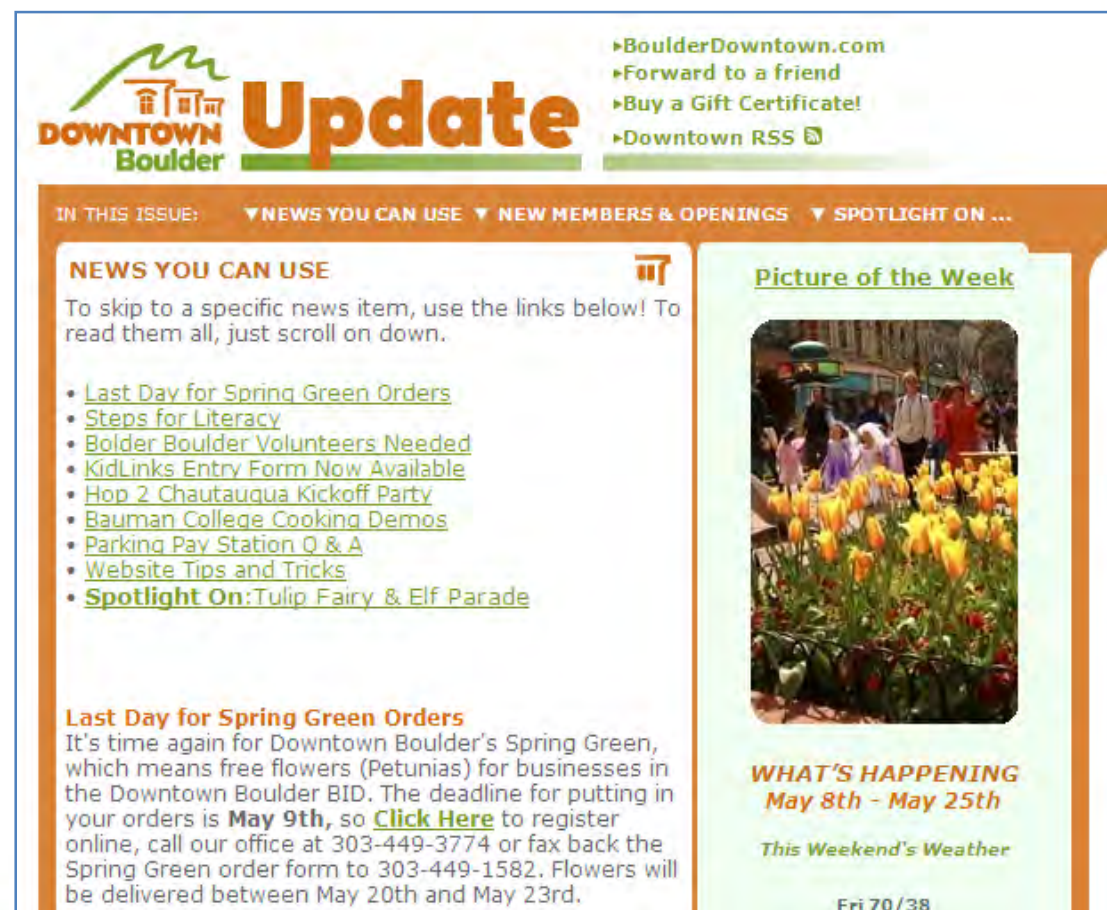 DOWNTOWN
Boulder
Update
▸BoulderDowntown.com
▸Forward to a friend
▸Buy a Gift Certificate!
▸Downtown RSS
IN THIS ISSUE: ▼NEWS YOU CAN USE ▼ NEW MEMBERS & OPENINGS ▼ SPOTLIGHT ON ...
NEWS YOU CAN USE
To skip to a specific news item, use the links below! To
read them all, just scroll on down.
• Last Day for Spring Green Orders
• Steps for Literacy
• Bolder Boulder Volunteers Needed
• KidLinks Entry Form Now Available
• Hop 2 Chautauqua Kickoff Party
• Bauman College Cooking Demos
• Parking Pay Station Q & A
• Website Tips and Tricks
• Spotlight On:Tulip Fairy & Elf Parade
Last Day for Spring Green Orders
It's time again for Downtown Boulder's Spring Green,
which means free flowers (Petunias) for businesses in
the Downtown Boulder BID. The deadline for putting in
your orders is May 9th, so Click Here to register
online, call our office at 303-449-3774 or fax back the
Spring Green order form to 303-449-1582. Flowers will
be delivered between May 20th and May 23rd.
Picture of the Week
WHAT'S HAPPENING
May 8th - May 25th
This Weekend's Weather
Fri 70/38